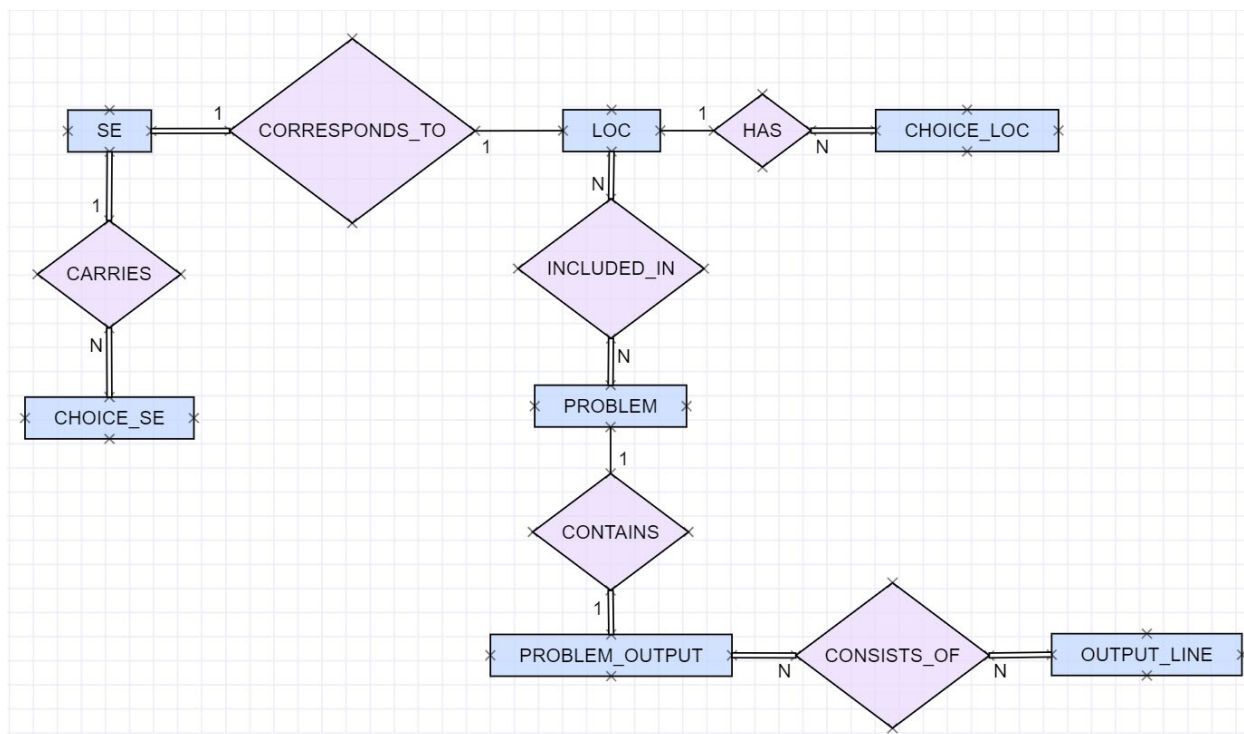 1
1
SE
CORRESPONDS_TO
LOC
HAS
CHOICE_LOC
1
N
N
1
CARRIES
INCLUDED_IN
N
N
CHOICE_SE
PROBLEM
1
CONTAINS
1
PROBLEM_OUTPUT
CONSISTS_OF
OUTPUT_LINE
N
N